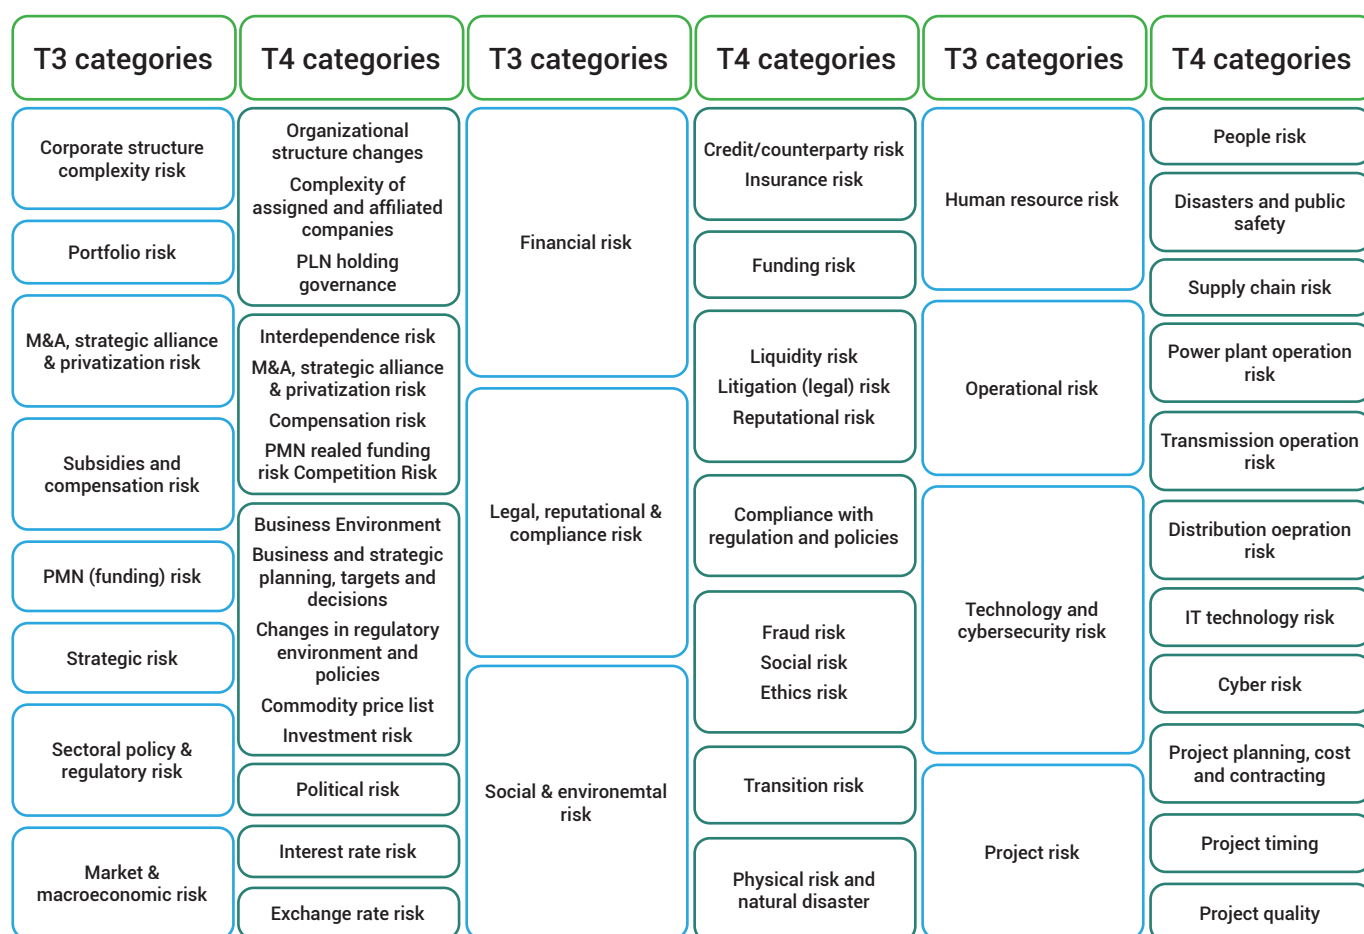 T3 categories
T4 categories
T3 categories
T4 categories
T3 categories
T4 categories
Corporate structure
complexity risk
Portfolio risk
M&A, strategic alliance
& privatization risk
Subsidies and
compensation risk
PMN (funding) risk
Strategic risk
Sectoral policy &
regulatory risk
Market &
macroeconomic risk
Organizational
structure changes
Complexity of
assigned and affiliated
companies
PLN holding
governance
Interdependence risk
M&A, strategic alliance
& privatization risk
Compensation risk
PMN realed funding
risk Competition Risk
Business Environment
Business and strategic
planning, targets and
decisions
Changes in regulatory
environment and
policies
Commodity price list
Investment risk
Political risk
Interest rate risk
Exchange rate risk
Financial risk
Legal, reputational &
compliance risk
Social & environemtal
risk
Credit/counterparty risk
Insurance risk
Funding risk
Liquidity risk
Litigation (legal) risk
Reputational risk
Compliance with
regulation and policies
Fraud risk
Social risk
Ethics risk
Transition risk
Physical risk and
natural disaster
Human resource risk
Operational risk
Technology and
cybersecurity risk
Project risk
People risk
Disasters and public
safety
Supply chain risk
Power plant operation
risk
Transmission operation
risk
Distribution oepration
risk
IT technology risk
Cyber risk
Project planning, cost
and contracting
Project timing
Project quality